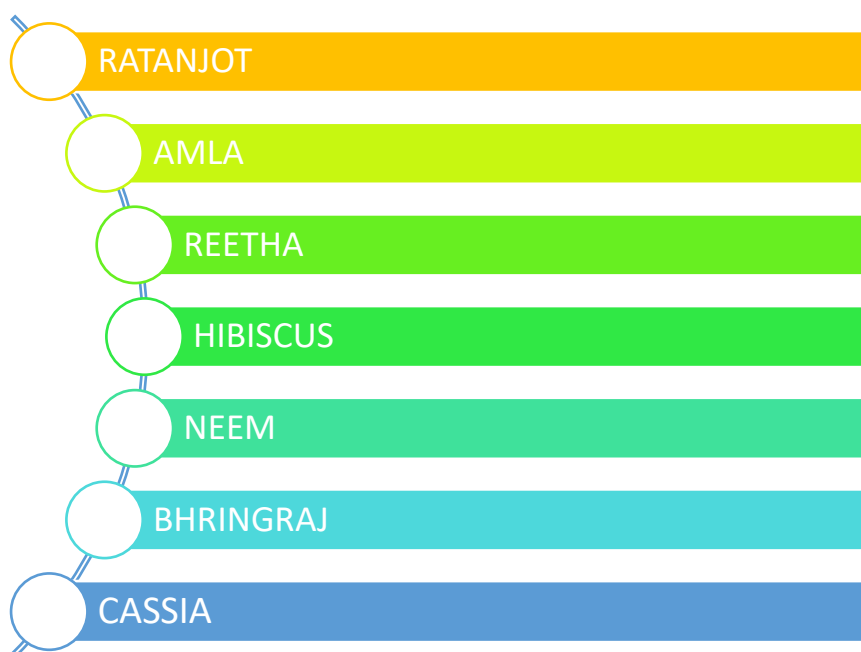 RATANJOT
AMLA
REETHA
HIBISCUS
NEEM
BHRINGRAJ
CASSIA